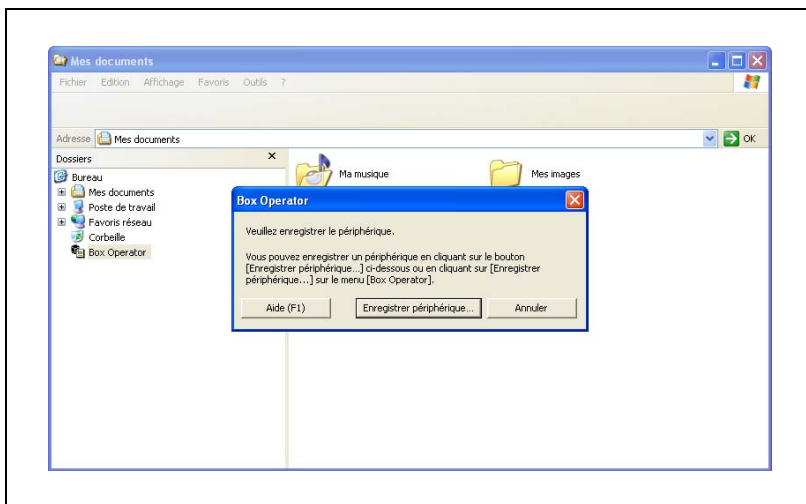 Mes documents
Fichier Edition Affichage Favoris Outils ?
Adresse Mes documents OK
Dossiers
Bureau
Mes documents
Poste de travail
Favoris réseau
Corbeille
Box Operator
Ma musique Mes images
Box Operator
Veuillez enregistrer le périphérique.
Vous pouvez enregistrer un périphérique en cliquant sur le bouton
[Enregistrer périphérique...] ci-dessous ou en cliquant sur [Enregistrer
périphérique...] sur le menu [Box Operator].
Aide (F1) Enregistrer périphérique... Annuler